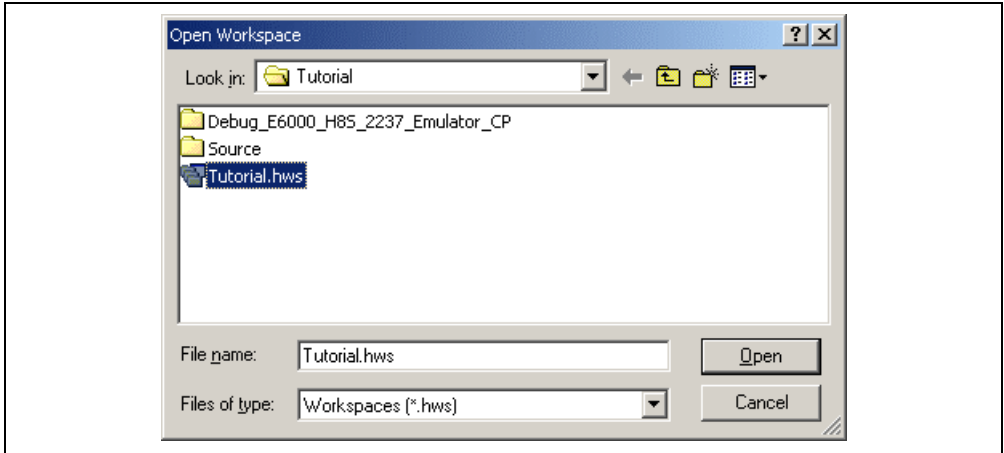 Open Workspace
Look in: Tutorial
Debug_E6000_H8S_2237_Emulator_CP
Source
Tutorial.hws
File name: Tutorial.hws Open
Files of type: Workspaces (*.hws) Cancel